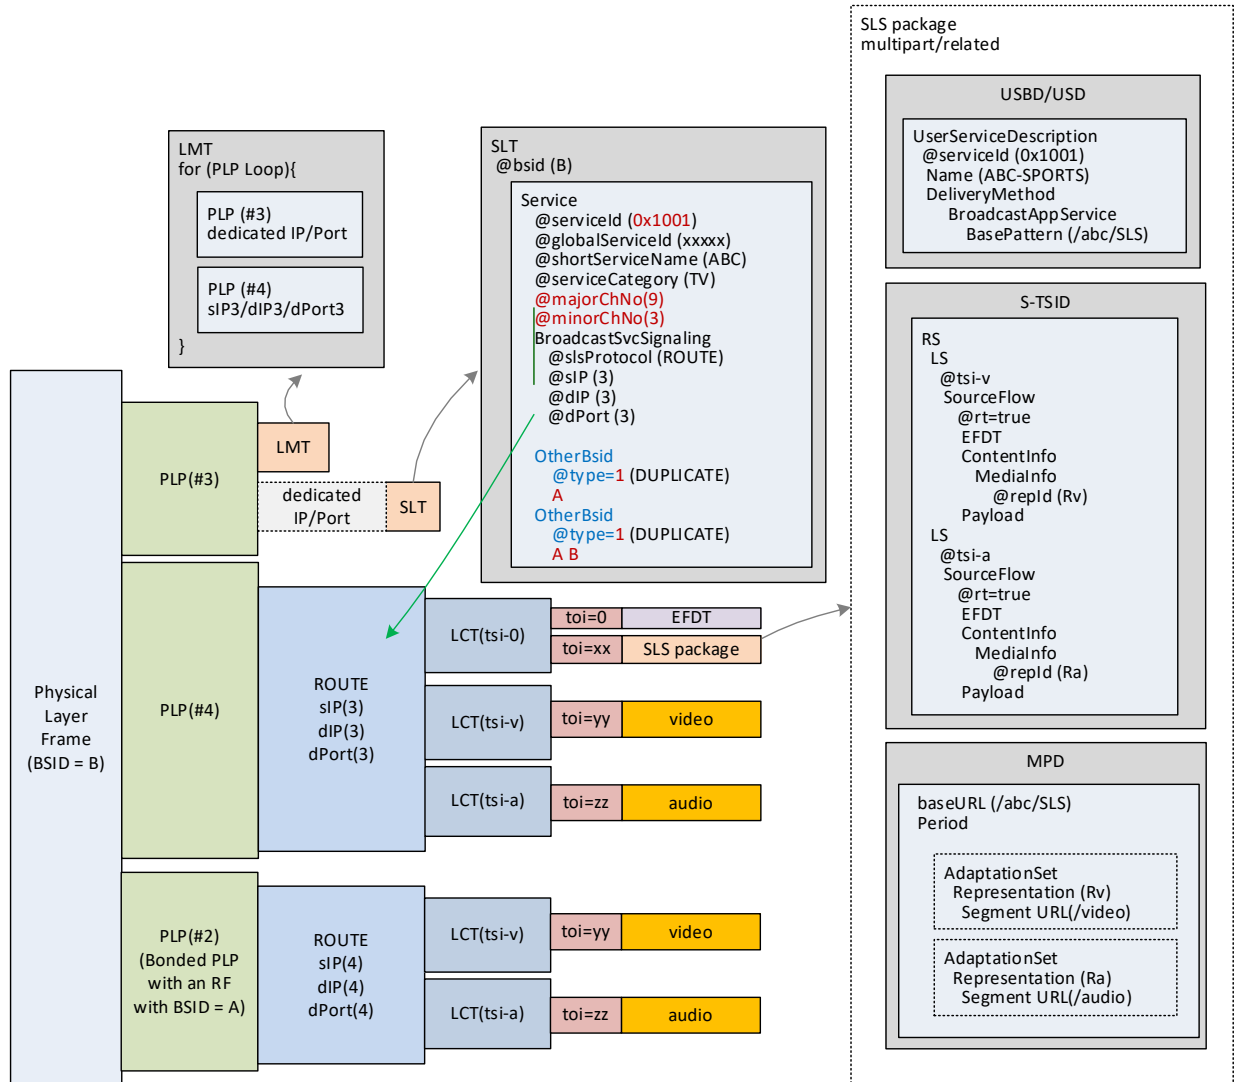 SLS package
multipart/related
USBD/USD
UserServiceDescription
@serviceId (0x1001)
Name (ABC-SPORTS)
DeliveryMethod
BroadcastAppService
BasePattern (/abc/SLS)
LMT
for (PLP Loop){
PLP (#3)
dedicated IP/Port
PLP (#4)
sIP3/dIP3/dPort3
}
SLT
@bsid (B)
Service
@serviceId (0x1001)
@globalServiceId (xxxxx)
@shortServiceName (ABC)
@serviceCategory (TV)
@majorChNo(9)
@minorChNo(3)
BroadcastSvcSignaling
@slsProtocol (ROUTE)
@sIP (3)
@dIP (3)
@dPort (3)
OtherBsid
@type=1 (DUPLICATE)
A
OtherBsid
@type=1 (DUPLICATE)
A B
S-TSID
RS
LS
@tsi-v
SourceFlow
@rt=true
EFDT
ContentInfo
MediaInfo
@repId (Rv)
Payload
LS
@tsi-a
SourceFlow
@rt=true
EFDT
ContentInfo
MediaInfo
@repId (Ra)
Payload
MPD
baseURL (/abc/SLS)
Period
AdaptationSet
Representation (Rv)
Segment URL(/video)
AdaptationSet
Representation (Ra)
Segment URL(/audio)
Physical
Layer
Frame
(BSID = B)
PLP(#3)
LMT
dedicated
IP/Port
SLT
PLP(#4)
ROUTE
sIP(3)
dIP(3)
dPort(3)
LCT(tsi-0)
toi=0
EFDT
toi=xx
SLS package
LCT(tsi-v)
toi=yy
video
LCT(tsi-a)
toi=zz
audio
PLP(#2)
(Bonded PLP
with an RF
with BSID = A)
ROUTE
sIP(4)
dIP(4)
dPort(4)
LCT(tsi-v)
toi=yy
video
LCT(tsi-a)
toi=zz
audio